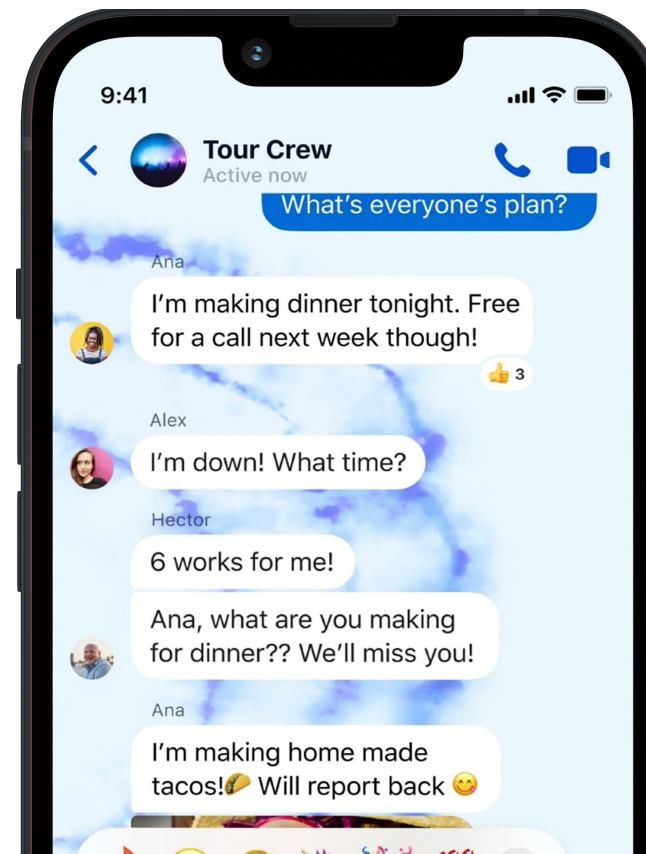 9:41
Tour Crew
Active now
What’s everyone’s plan?
Ana
I’m making dinner tonight. Free
for a call next week though!
👍 3
Alex
I’m down! What time?
Hector
6 works for me!
Ana, what are you making
for dinner?? We’ll miss you!
Ana
I’m making home made
tacos!🌮 Will report back 😋